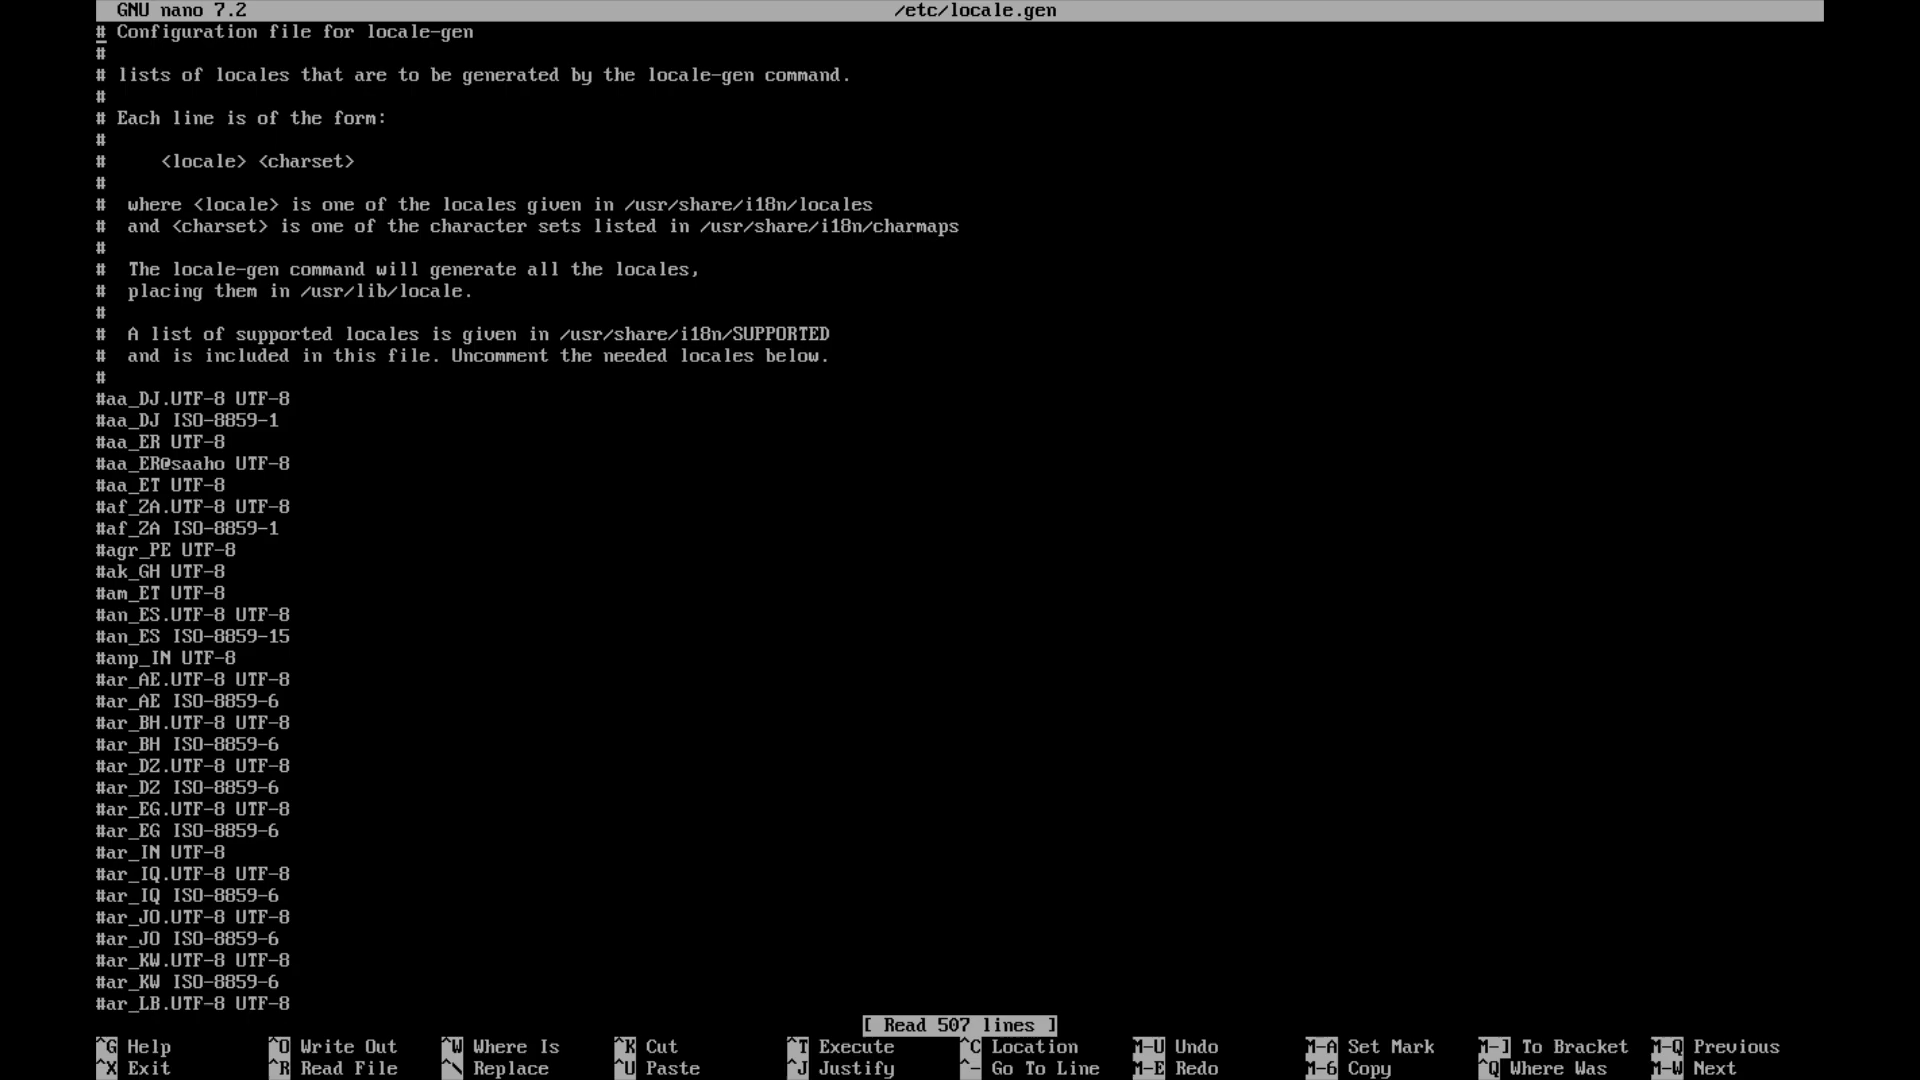 GNU nano 7.2 /etc/locale.gen
# Configuration file for locale-gen
#
# lists of locales that are to be generated by the locale-gen command.
#
# Each line is of the form:
#
#     <locale> <charset>
#
#  where <locale> is one of the locales given in /usr/share/i18n/locales
#  and <charset> is one of the character sets listed in /usr/share/i18n/charmaps
#
#  The locale-gen command will generate all the locales,
#  placing them in /usr/lib/locale.
#
#  A list of supported locales is given in /usr/share/i18n/SUPPORTED
#  and is included in this file. Uncomment the needed locales below.
#
#aa_DJ.UTF-8 UTF-8
#aa_DJ ISO-8859-1
#aa_ER UTF-8
#aa_ER@saaho UTF-8
#aa_ET UTF-8
#af_ZA.UTF-8 UTF-8
#af_ZA ISO-8859-1
#agr_PE UTF-8
#ak_GH UTF-8
#am_ET UTF-8
#an_ES.UTF-8 UTF-8
#an_ES ISO-8859-15
#anp_IN UTF-8
#ar_AE.UTF-8 UTF-8
#ar_AE ISO-8859-6
#ar_BH.UTF-8 UTF-8
#ar_BH ISO-8859-6
#ar_DZ.UTF-8 UTF-8
#ar_DZ ISO-8859-6
#ar_EG.UTF-8 UTF-8
#ar_EG ISO-8859-6
#ar_IN UTF-8
#ar_IQ.UTF-8 UTF-8
#ar_IQ ISO-8859-6
#ar_JO.UTF-8 UTF-8
#ar_JO ISO-8859-6
#ar_KW.UTF-8 UTF-8
#ar_KW ISO-8859-6
#ar_LB.UTF-8 UTF-8
[ Read 507 lines ]
^G Help ^O Write Out ^W Where Is ^K Cut ^T Execute ^C Location M-U Undo M-A Set Mark M-] To Bracket M-Q Previous
^X Exit ^R Read File ^\ Replace ^U Paste ^J Justify ^- Go To Line M-E Redo M-6 Copy ^Q Where Was M-W Next